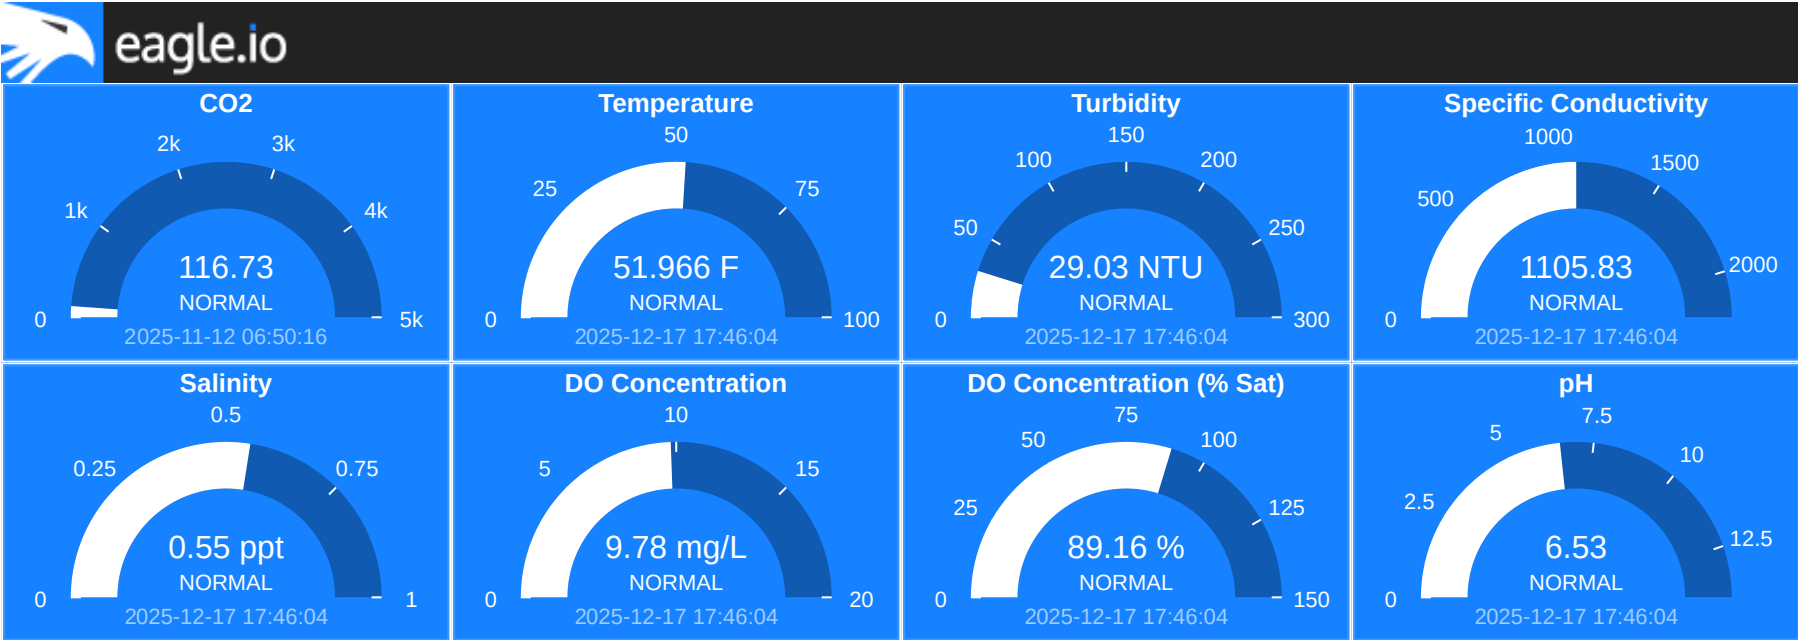 eagle.io
CO2
2k 3k
1k 4k
116.73
NORMAL
0 5k
2025-11-12 06:50:16
Temperature
50
25 75
51.966 F
NORMAL
0 100
2025-12-17 17:46:04
Turbidity
150
100 200
50 250
29.03 NTU
NORMAL
0 300
2025-12-17 17:46:04
Specific Conductivity
1000
1500
500
2000
1105.83
NORMAL
0
2025-12-17 17:46:04
Salinity
0.5
0.25 0.75
0.55 ppt
NORMAL
0 1
2025-12-17 17:46:04
DO Concentration
10
5 15
9.78 mg/L
NORMAL
0 20
2025-12-17 17:46:04
DO Concentration (% Sat)
75
50 100
25 125
89.16 %
NORMAL
0 150
2025-12-17 17:46:04
pH
7.5
5
10
2.5
12.5
6.53
NORMAL
0
2025-12-17 17:46:04